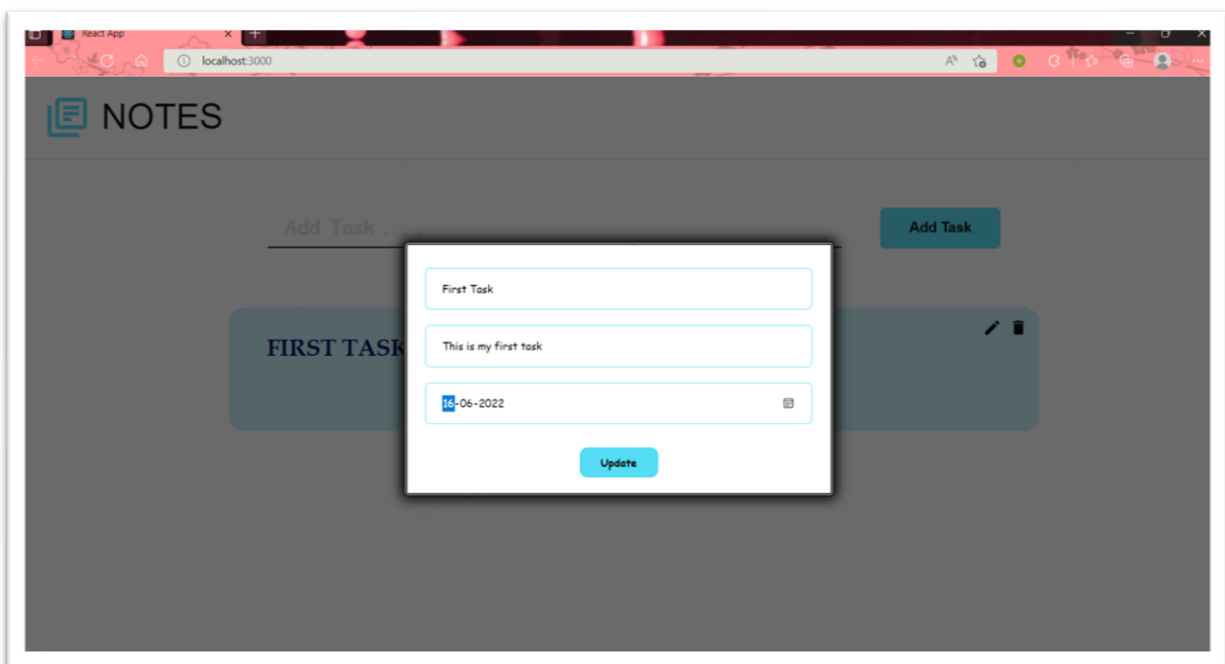 React App
localhost:3000
NOTES
Add Task . .
Add Task
First Task
FIRST TASK
This is my first task
16-06-2022
Update